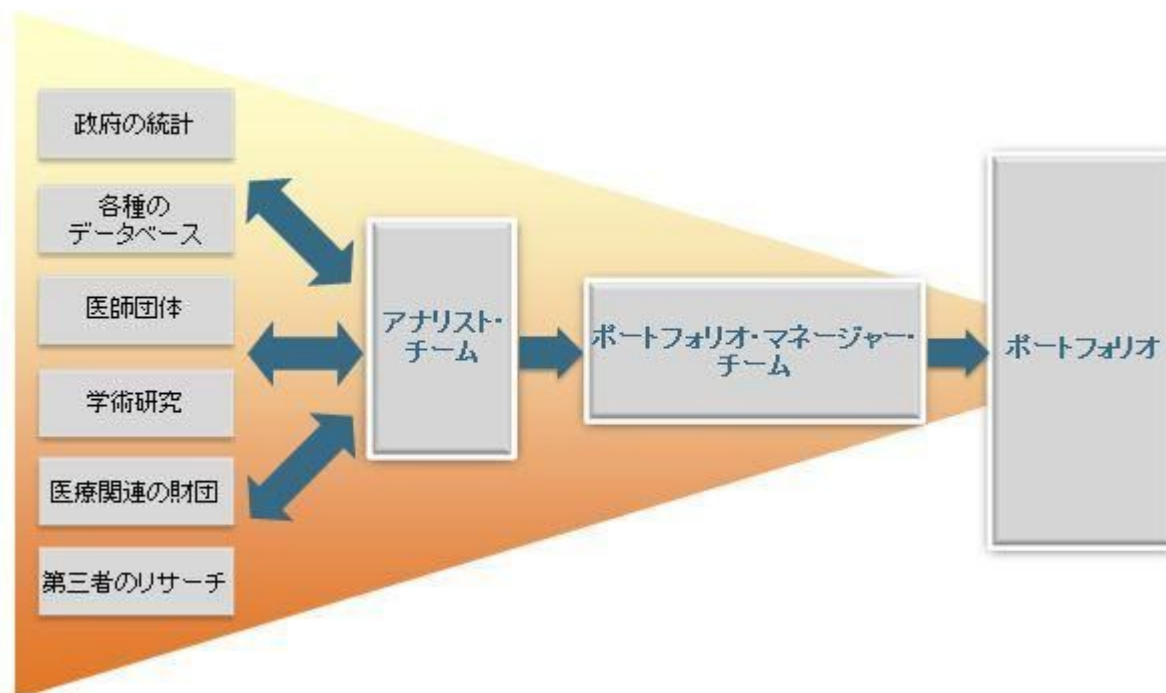 政府の統計
各種の
データベース
医師団体
学術研究
医療関連の財団
第三者のリサーチ
アナリスト・
チーム
ポートフォリオ・マネージャー・
チーム
ポートフォリオ